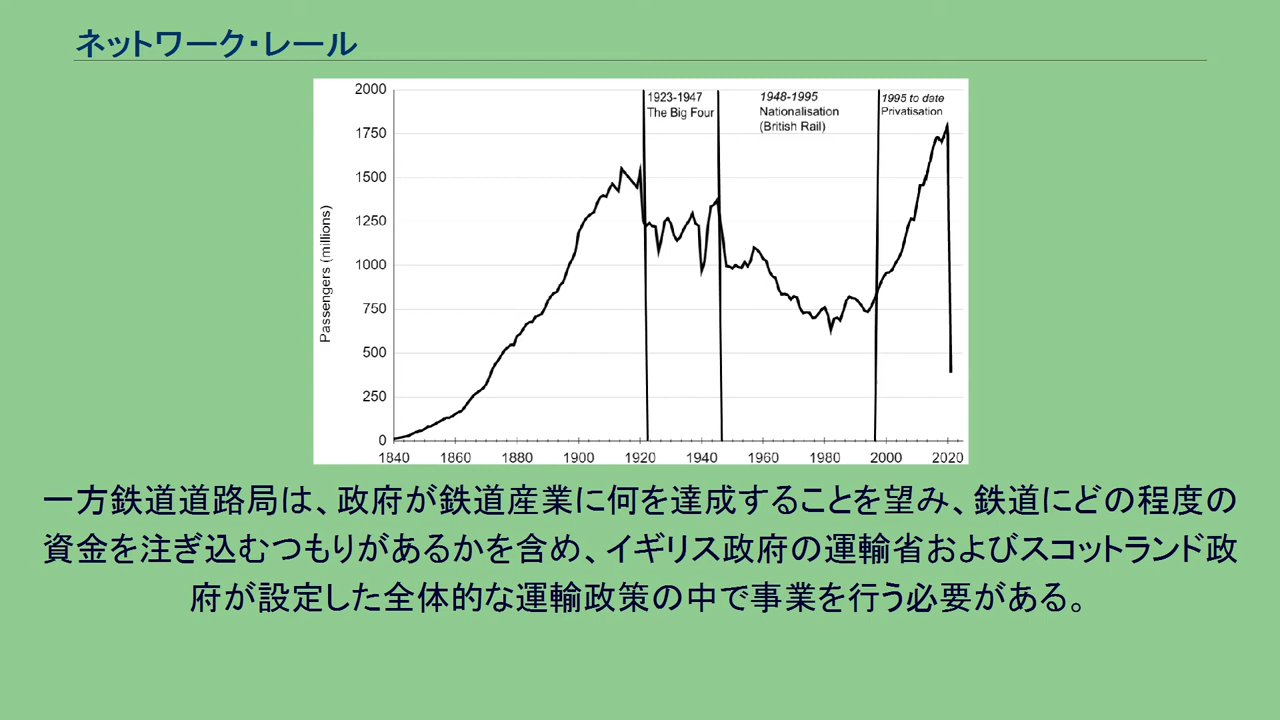 ネットワーク・レール
2000
1750
1500
1250
1000
750
500
250
0
Passengers (millions)
1923-1947
The Big Four
1948-1995
Nationalisation
(British Rail)
1995 to date
Privatisation
1840 1860 1880 1900 1920 1940 1960 1980 2000 2020
一方鉄道道路局は、政府が鉄道産業に何を達成することを望み、鉄道にどの程度の
資金を注ぎ込むつもりがあるかを含め、イギリス政府の運輸省およびスコットランド政
府が設定した全体的な運輸政策の中で事業を行う必要がある。